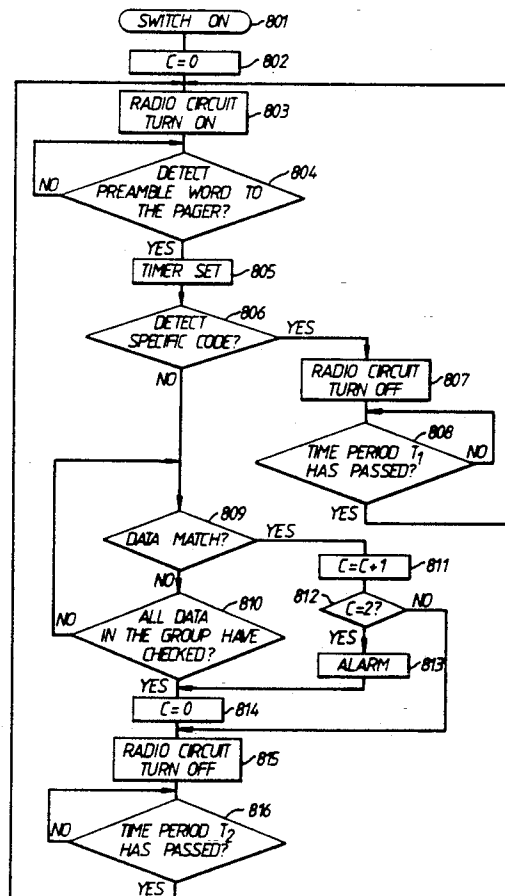 SWITCH ON
801
C=0
802
RADIO CIRCUIT
TURN ON
803
DETECT
PREAMBLE WORD TO
THE PAGER?
804
NO
YES
TIMER SET
805
806
DETECT
SPECIFIC CODE?
YES
NO
RADIO CIRCUIT
TURN OFF
807
808
TIME PERIOD T1
HAS PASSED?
NO
YES
809
DATA MATCH?
YES
NO
C=C+1
811
812
C=2?
NO
YES
810
ALL DATA
IN THE GROUP HAVE
CHECKED?
NO
YES
ALARM
813
C=0
814
RADIO CIRCUIT
TURN OFF
815
816
TIME PERIOD T2
HAS PASSED?
NO
YES